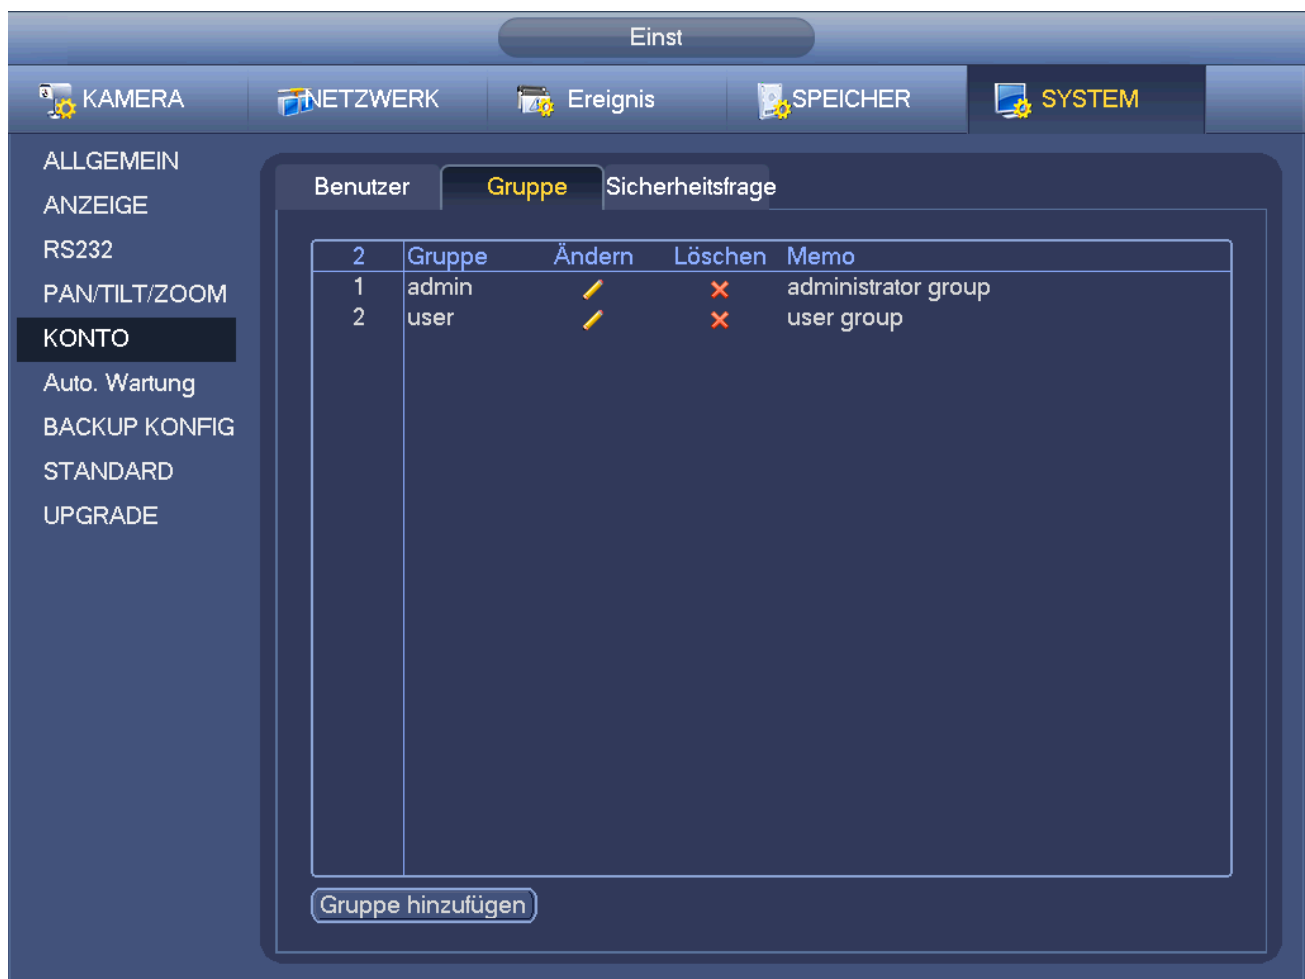 Einst
KAMERA NETZWERK Ereignis SPEICHER SYSTEM
ALLGEMEIN
ANZEIGE
RS232
PAN/TILT/ZOOM
KONTO
Auto. Wartung
BACKUP KONFIG
STANDARD
UPGRADE
Benutzer Gruppe Sicherheitsfrage
2 Gruppe Ändern Löschen Memo
1 admin administrator group
2 user user group
Gruppe hinzufügen